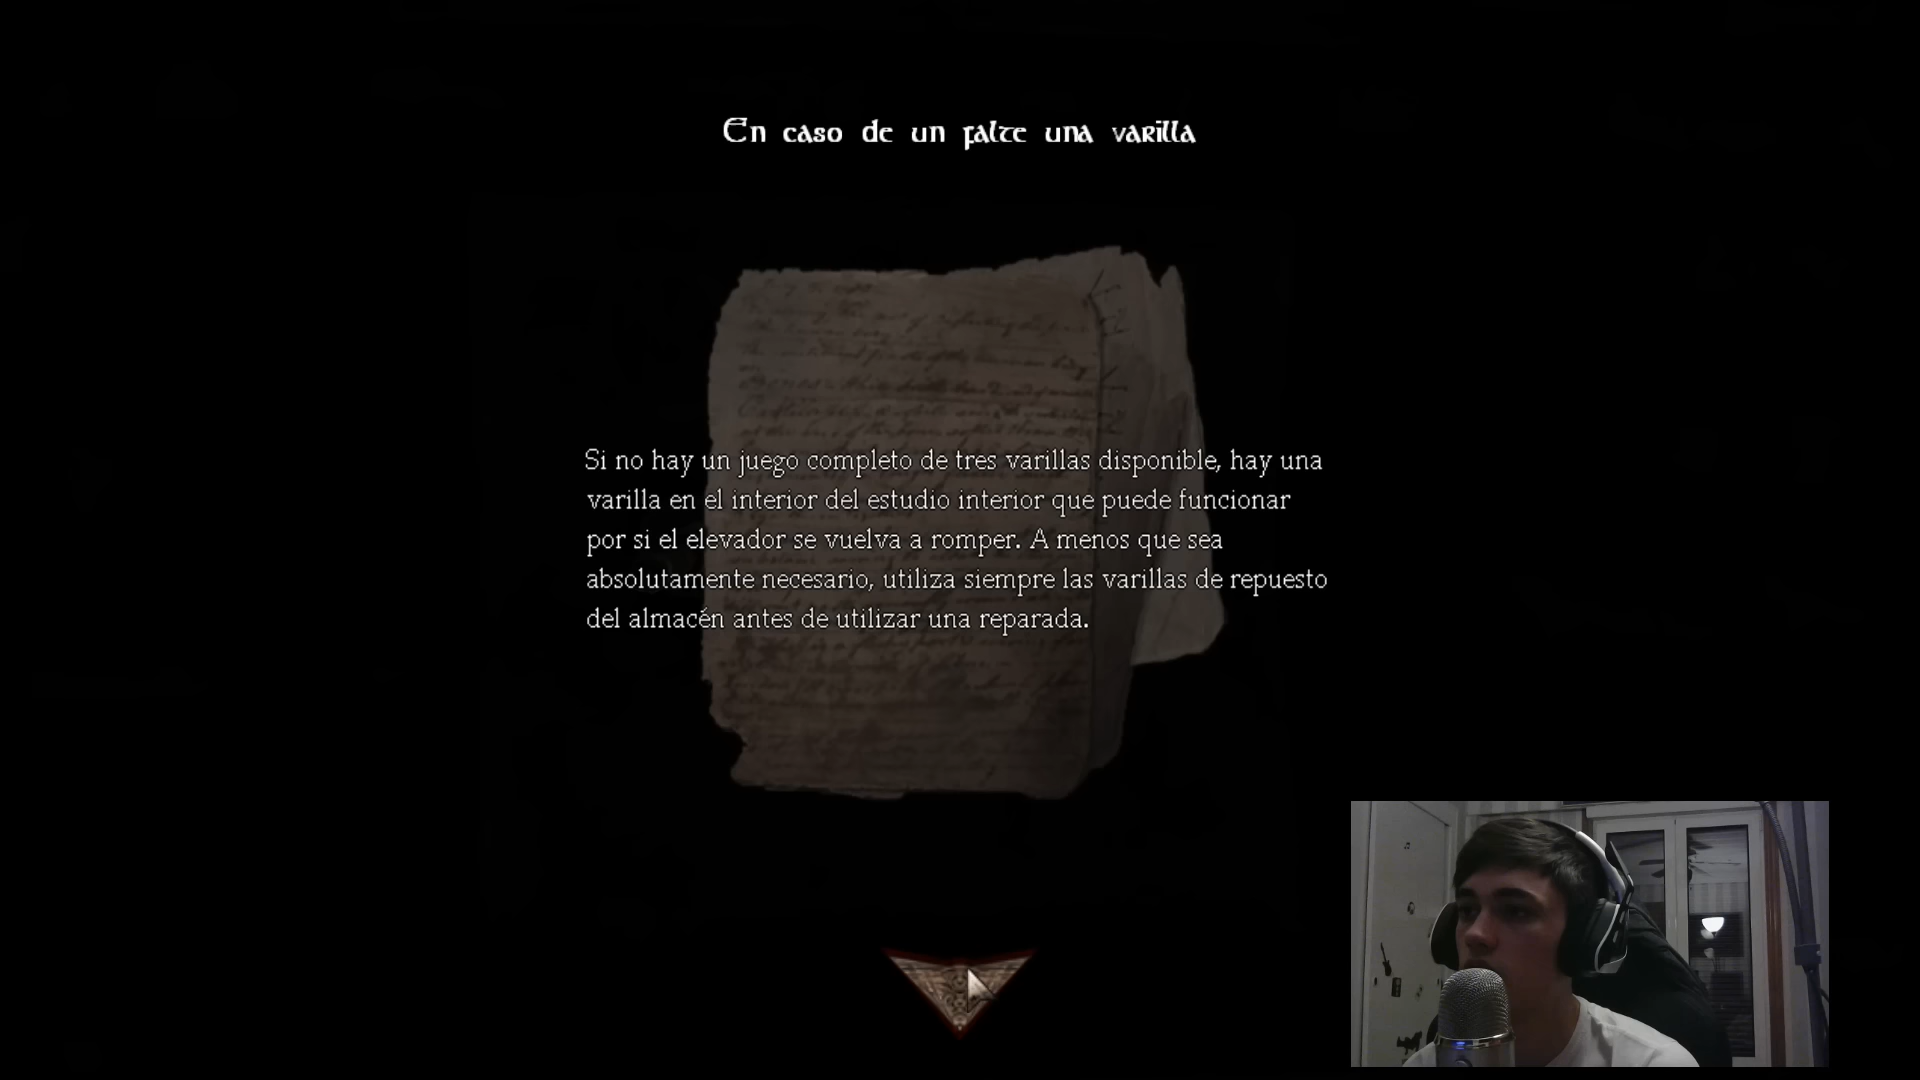 En caso de un falte una varilla
Si no hay un juego completo de tres varillas disponible, hay una
varilla en el interior del estudio interior que puede funcionar
por si el elevador se vuelva a romper. A menos que sea
absolutamente necesario, utiliza siempre las varillas de repuesto
del almacén antes de utilizar una reparada.